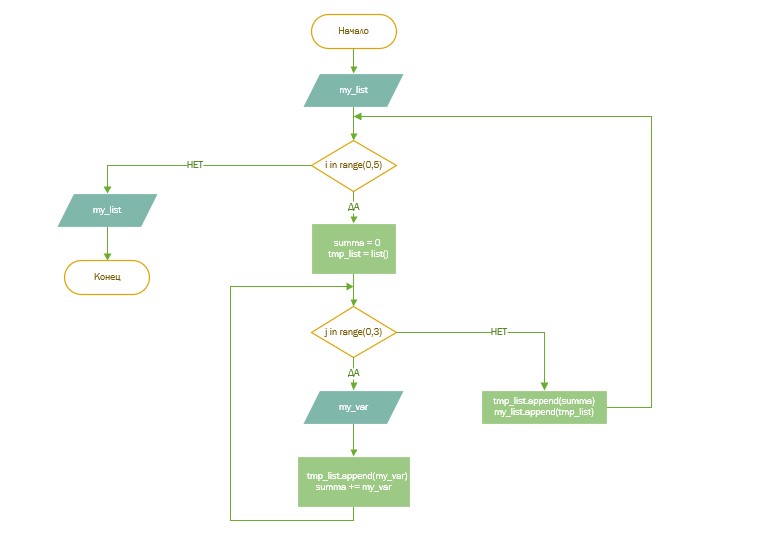 Начало
my_list
i in range(0,5)
НЕТ
my_list
Конец
ДА
summa = 0
tmp_list = list()
j in range(0,3)
НЕТ
ДА
my_var
tmp_list.append(summa)
my_list.append(tmp_list)
tmp_list.append(my_var)
summa += my_var